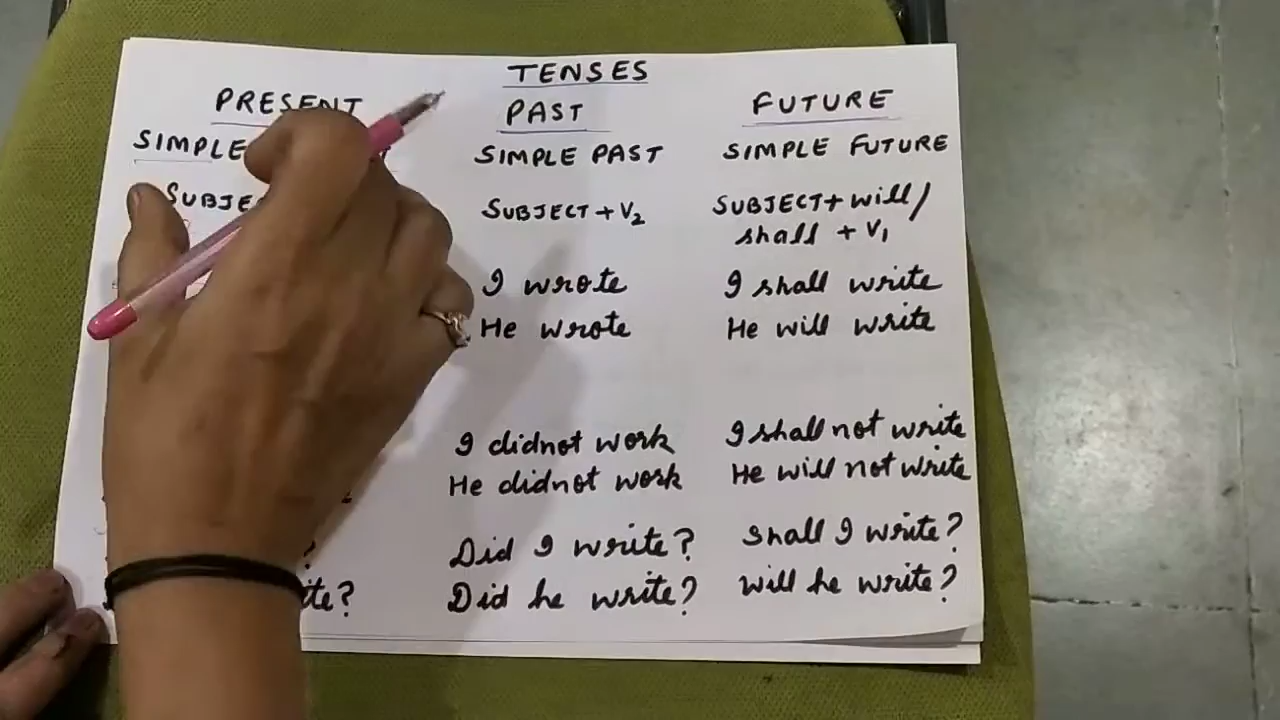 TENSES
PRESENT PAST FUTURE
SIMPLE SIMPLE PAST SIMPLE FUTURE
SUBJECT + V2 SUBJECT + will/
shall + V1
I wrote I shall write
He wrote He will write
I didnot work I shall not write
He didnot work He will not write
Did I write? Shall I write?
Did he write? will he write?